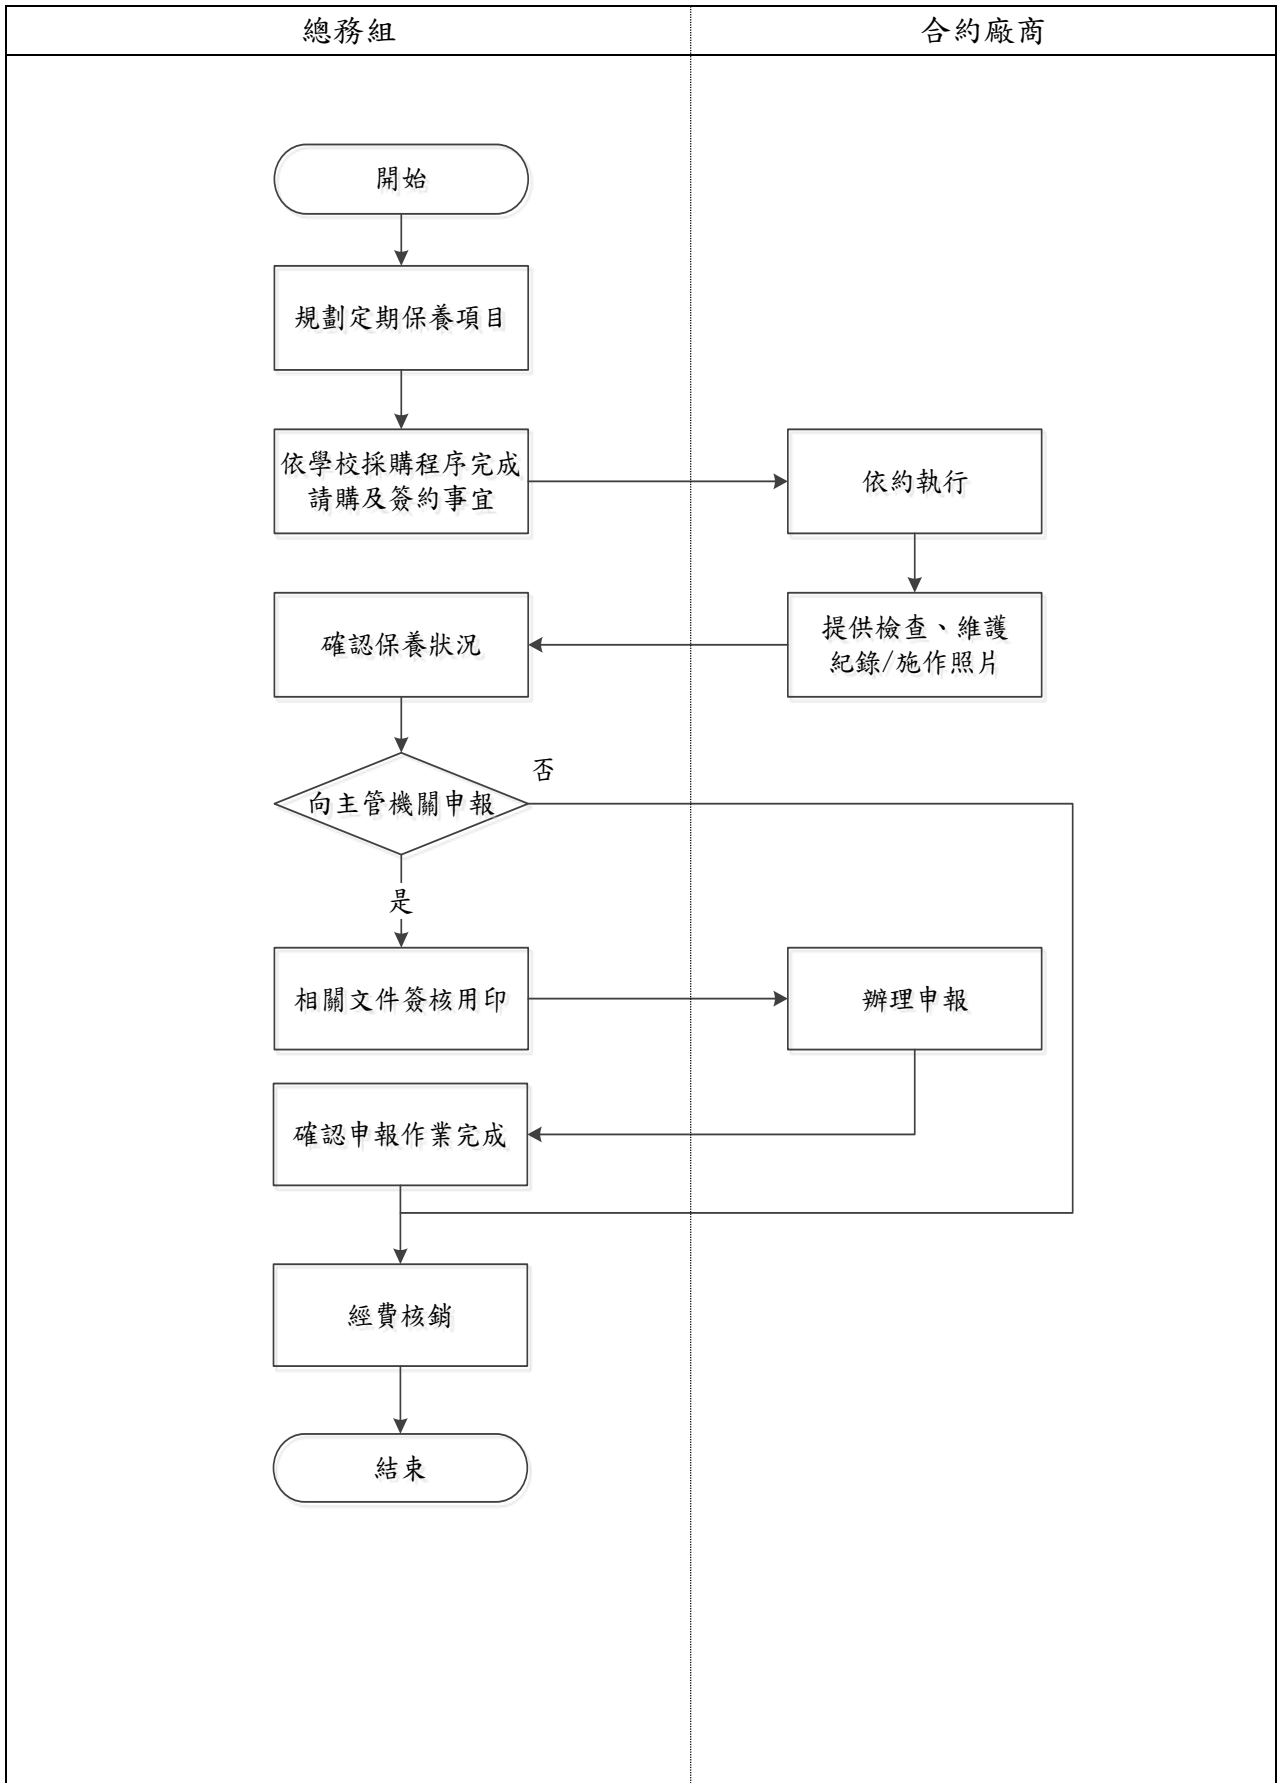 總務組
合約廠商
開始
規劃定期保養項目
依學校採購程序完成
請購及簽約事宜
依約執行
提供檢查、維護
紀錄/施作照片
確認保養狀況
向主管機關申報
否
是
相關文件簽核用印
辦理申報
確認申報作業完成
經費核銷
結束